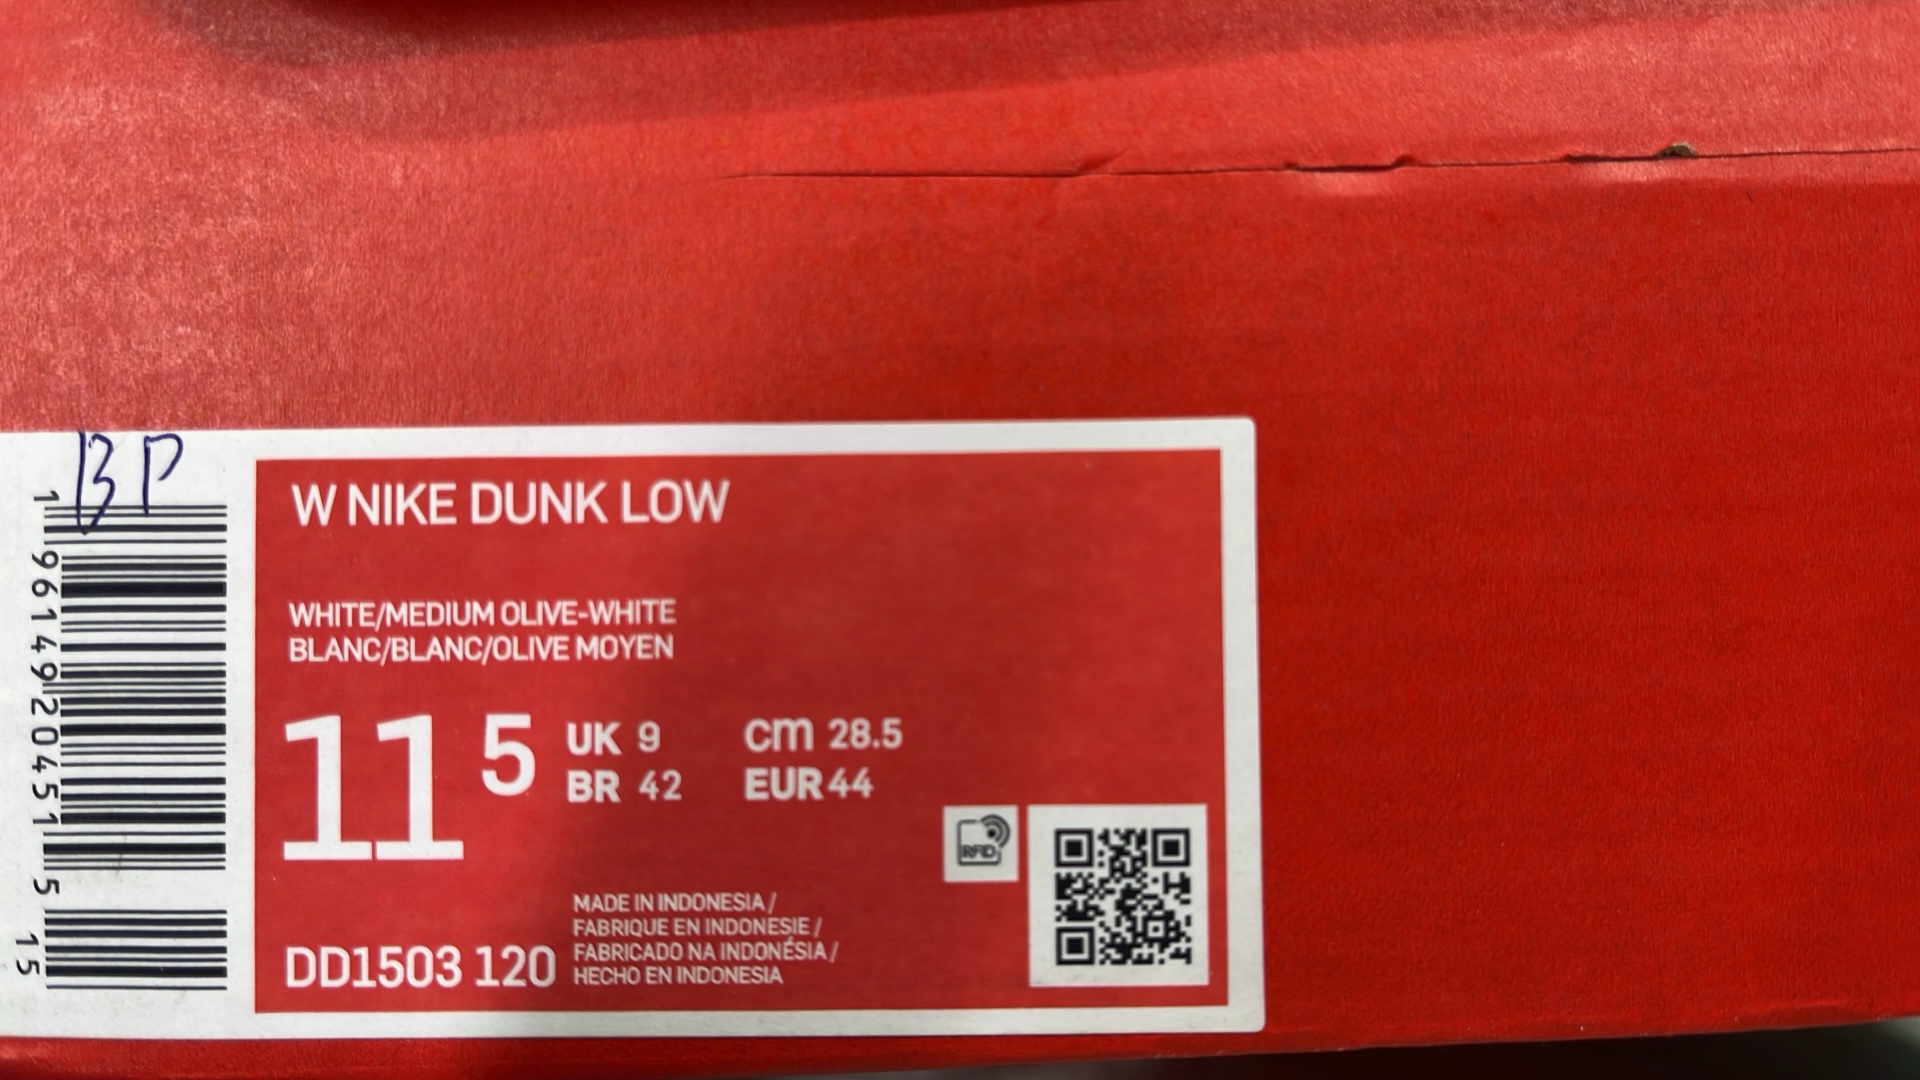 BP
1 96149 20451 5 15
W NIKE DUNK LOW
WHITE/MEDIUM OLIVE-WHITE
BLANC/BLANC/OLIVE MOYEN
11 5
UK 9 cm 28.5
BR 42 EUR 44
RFID
MADE IN INDONESIA /
FABRIQUE EN INDONESIE /
FABRICADO NA INDONÉSIA /
HECHO EN INDONESIA
DD1503 120